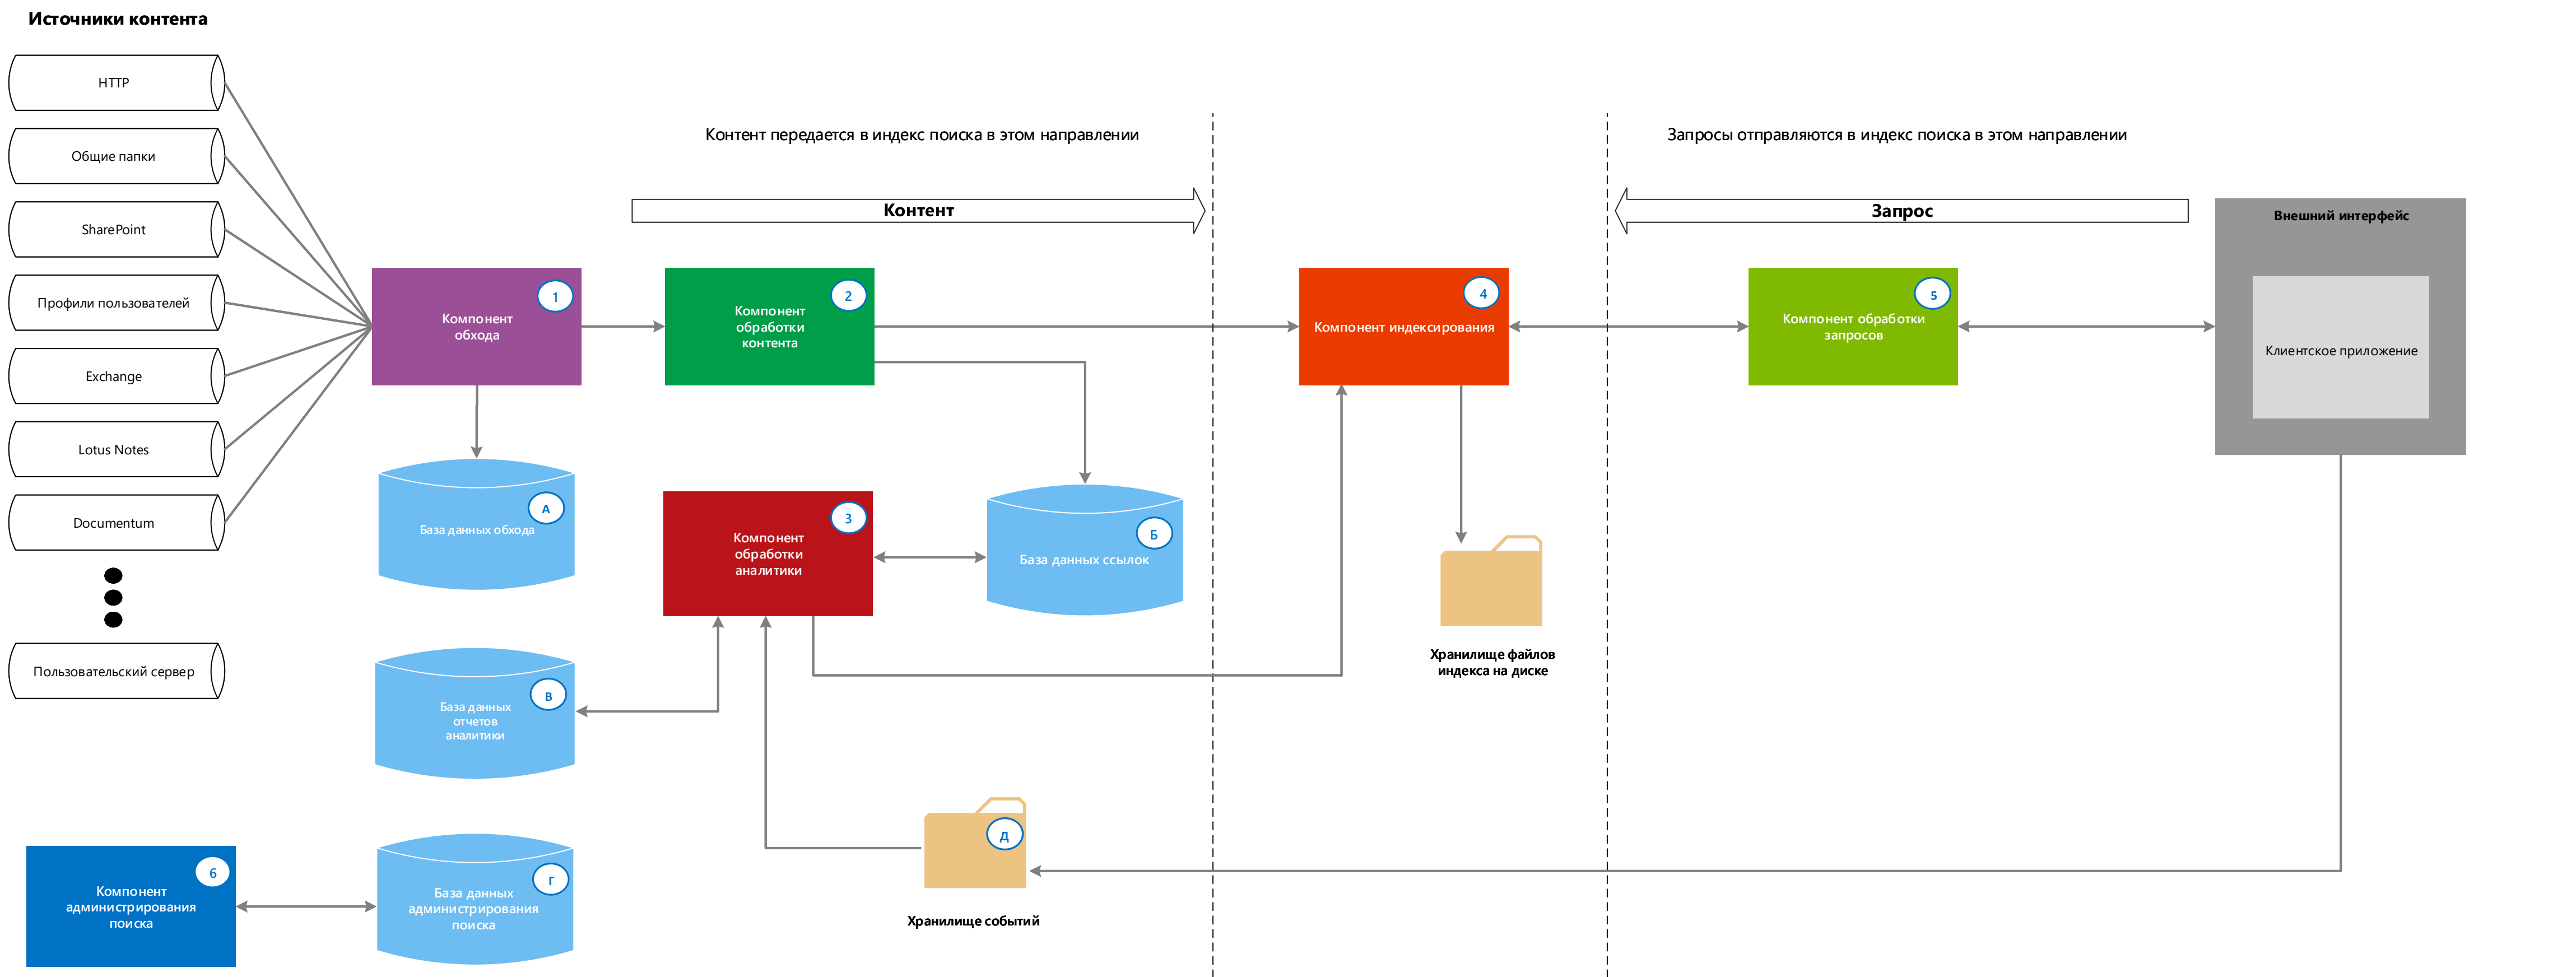 Источники контента
HTTP
Общие папки
SharePoint
Профили пользователей
Exchange
Lotus Notes
Documentum
Пользовательский сервер
Контент передается в индекс поиска в этом направлении
Контент
Запросы отправляются в индекс поиска в этом направлении
Запрос
1
Компонент
обхода
2
Компонент
обработки
контента
4
Компонент индексирования
5
Компонент обработки
запросов
Внешний интерфейс
Клиентское приложение
А
База данных обхода
3
Компонент
обработки
аналитики
Б
База данных ссылок
Хранилище файлов
индекса на диске
В
База данных
отчетов
аналитики
Д
Хранилище событий
6
Компонент
администрирования
поиска
Г
База данных
администрирования
поиска